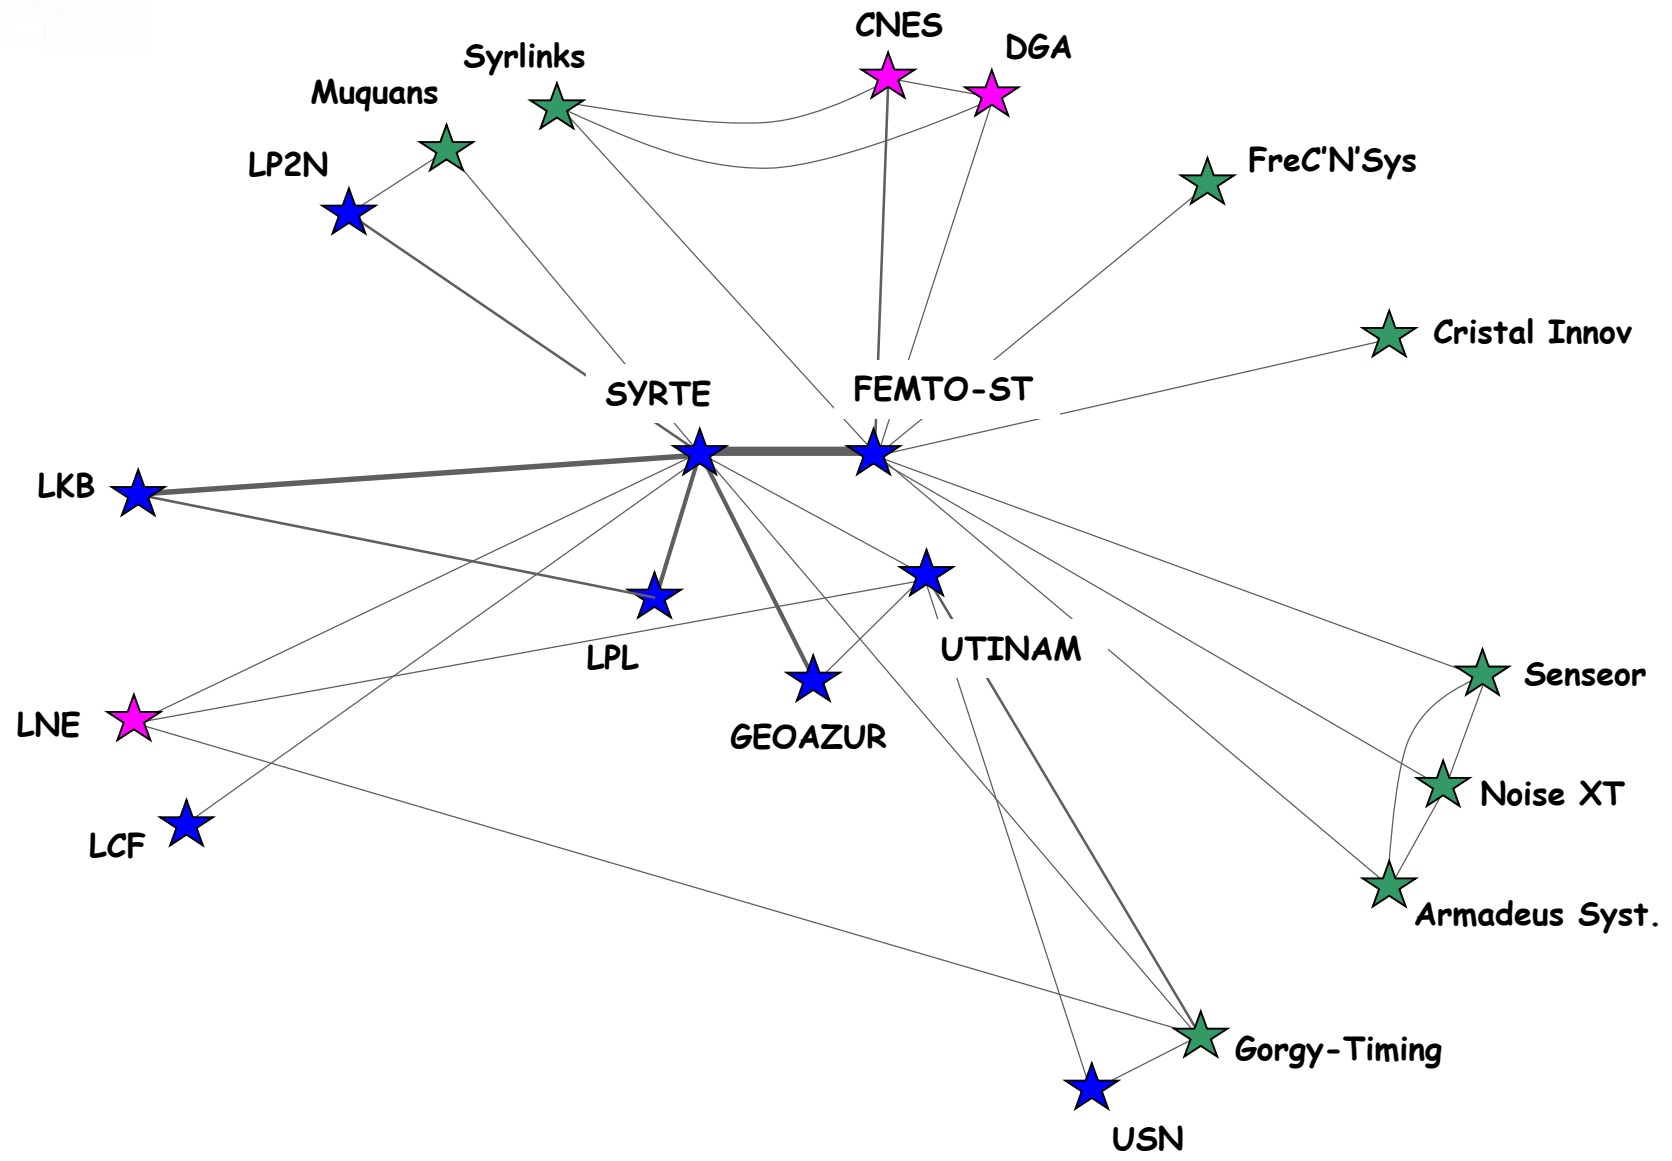 CNES
DGA
Syrlinks
Muquans
LP2N
FreC'N'Sys
Cristal Innov
SYRTE
FEMTO-ST
LKB
LPL
UTINAM
Senseor
LNE
GEOAZUR
Noise XT
LCF
Armadeus Syst.
Gorgy-Timing
USN